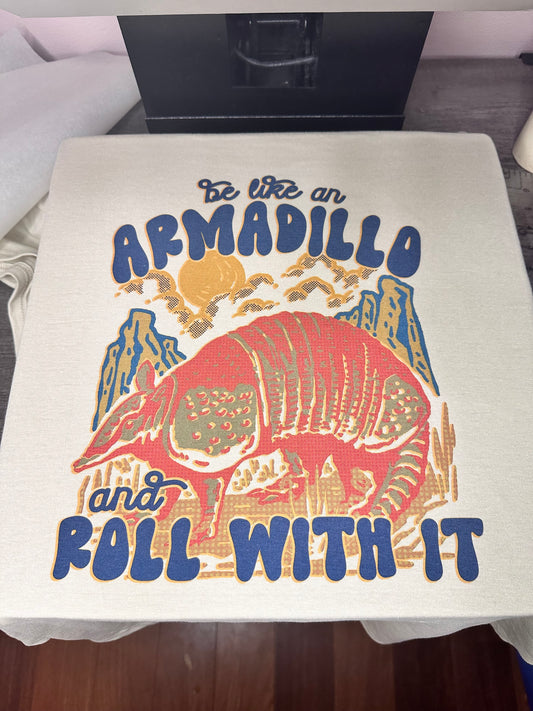 be like an
ARMADILLO
and
ROLL WITH IT